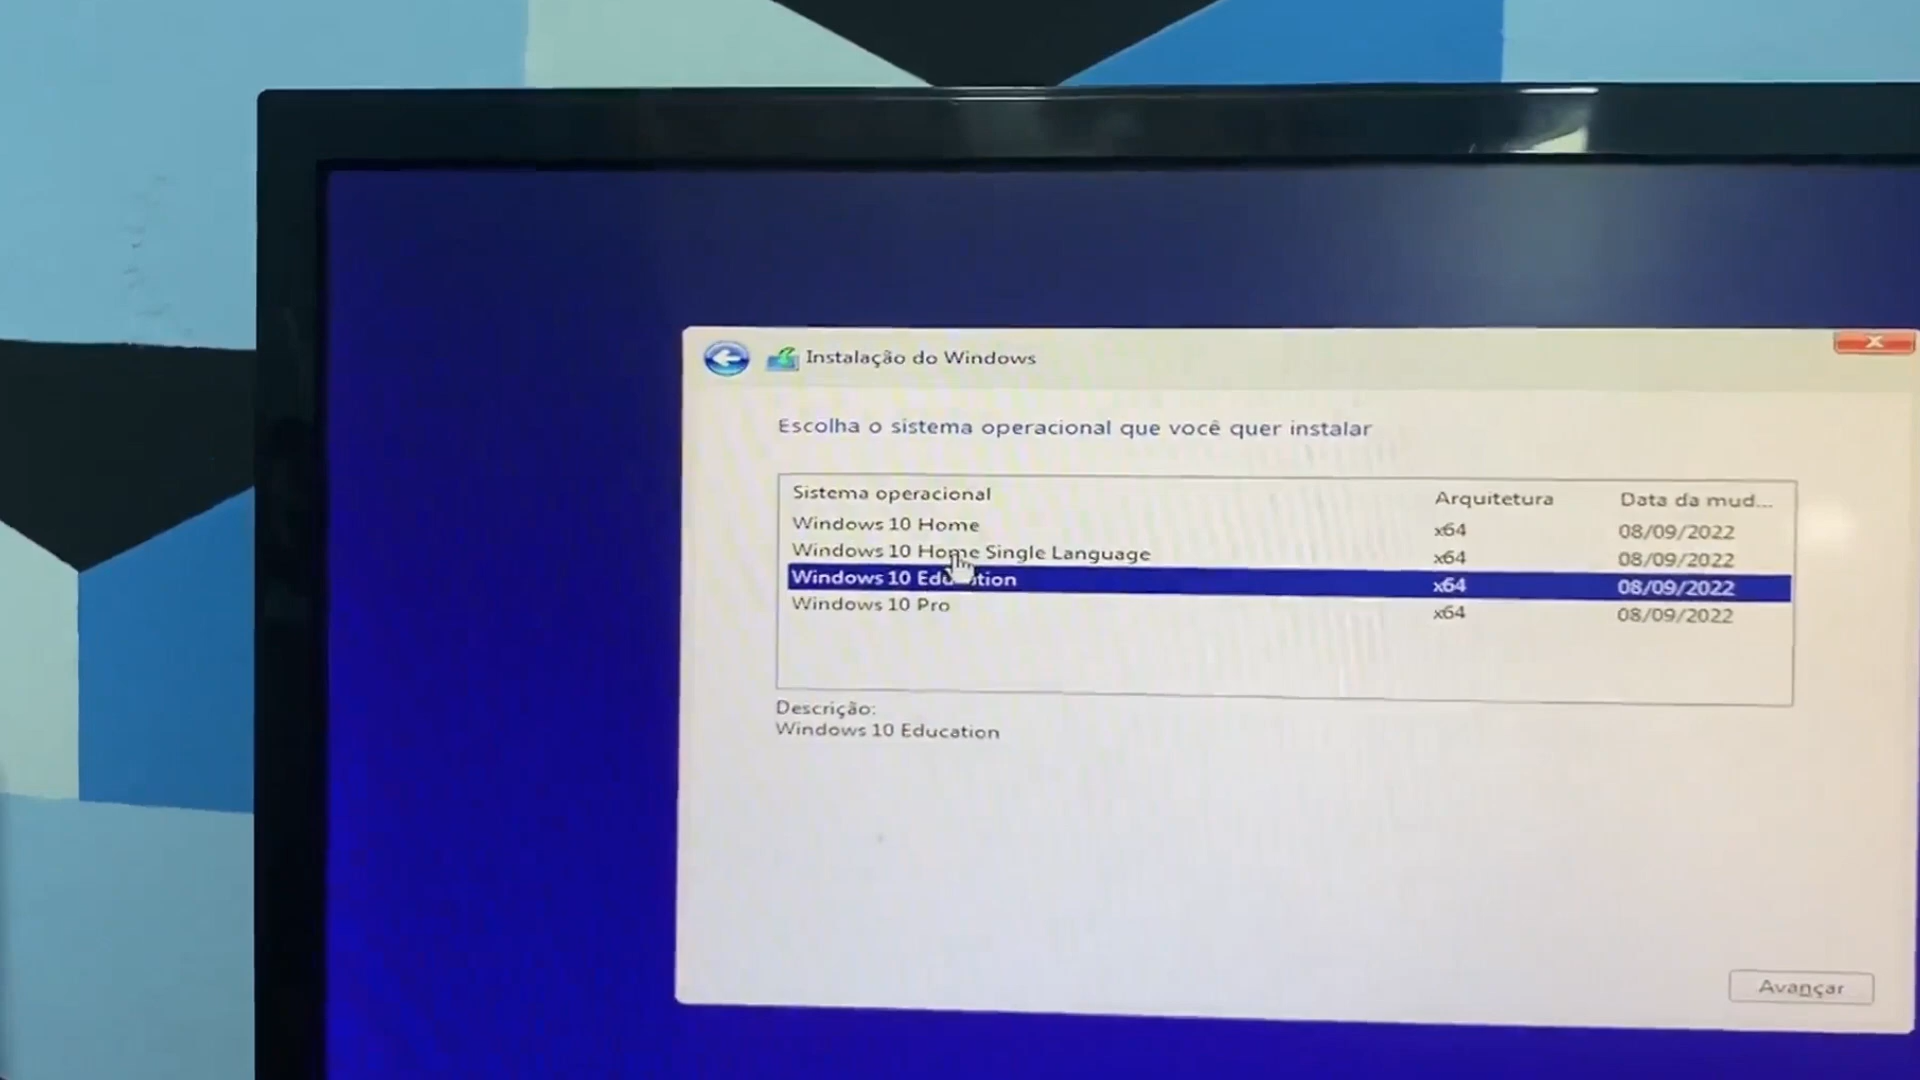 Instalação do Windows
Escolha o sistema operacional que você quer instalar
Sistema operacional Arquitetura Data da mud...
Windows 10 Home x64 08/09/2022
Windows 10 Home Single Language x64 08/09/2022
Windows 10 Education x64 08/09/2022
Windows 10 Pro x64 08/09/2022
Descrição:
Windows 10 Education
Avançar